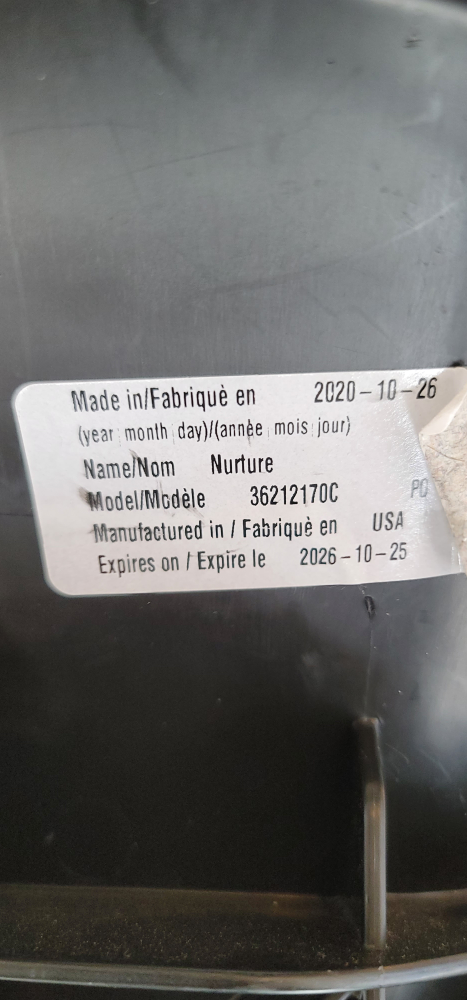 Made in/Fabriquè en 2020-10-26
(year month day)/(annèe mois jour)
Name/Nom Nurture
Model/Modèle 36212170C PC
Manufactured in / Fabriquè en USA
Expires on / Expire le 2026-10-25